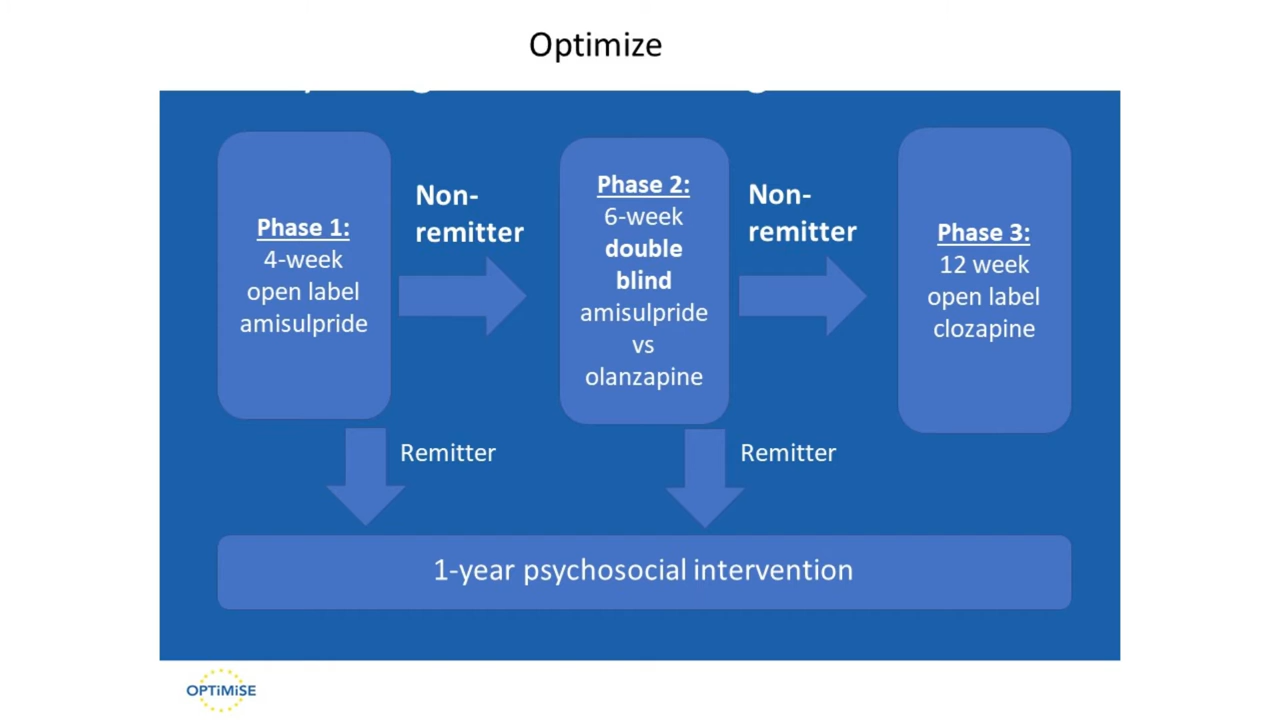 Optimize
Phase 1:
4-week
open label
amisulpride
Non-
remitter
Phase 2:
6-week
double
blind
amisulpride
vs
olanzapine
Non-
remitter
Phase 3:
12 week
open label
clozapine
Remitter
Remitter
1-year psychosocial intervention
OPTiMiSE